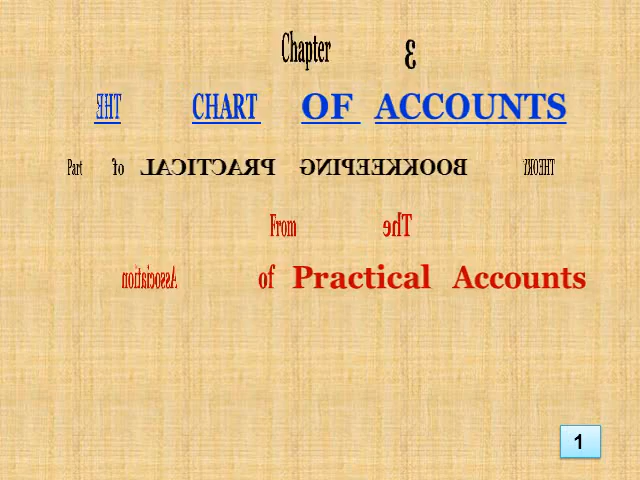 Chapter 3
THE CHART OF ACCOUNTS
Part of PRACTICAL BOOKKEEPING THEORY
From The
Association of Practical Accounts
1